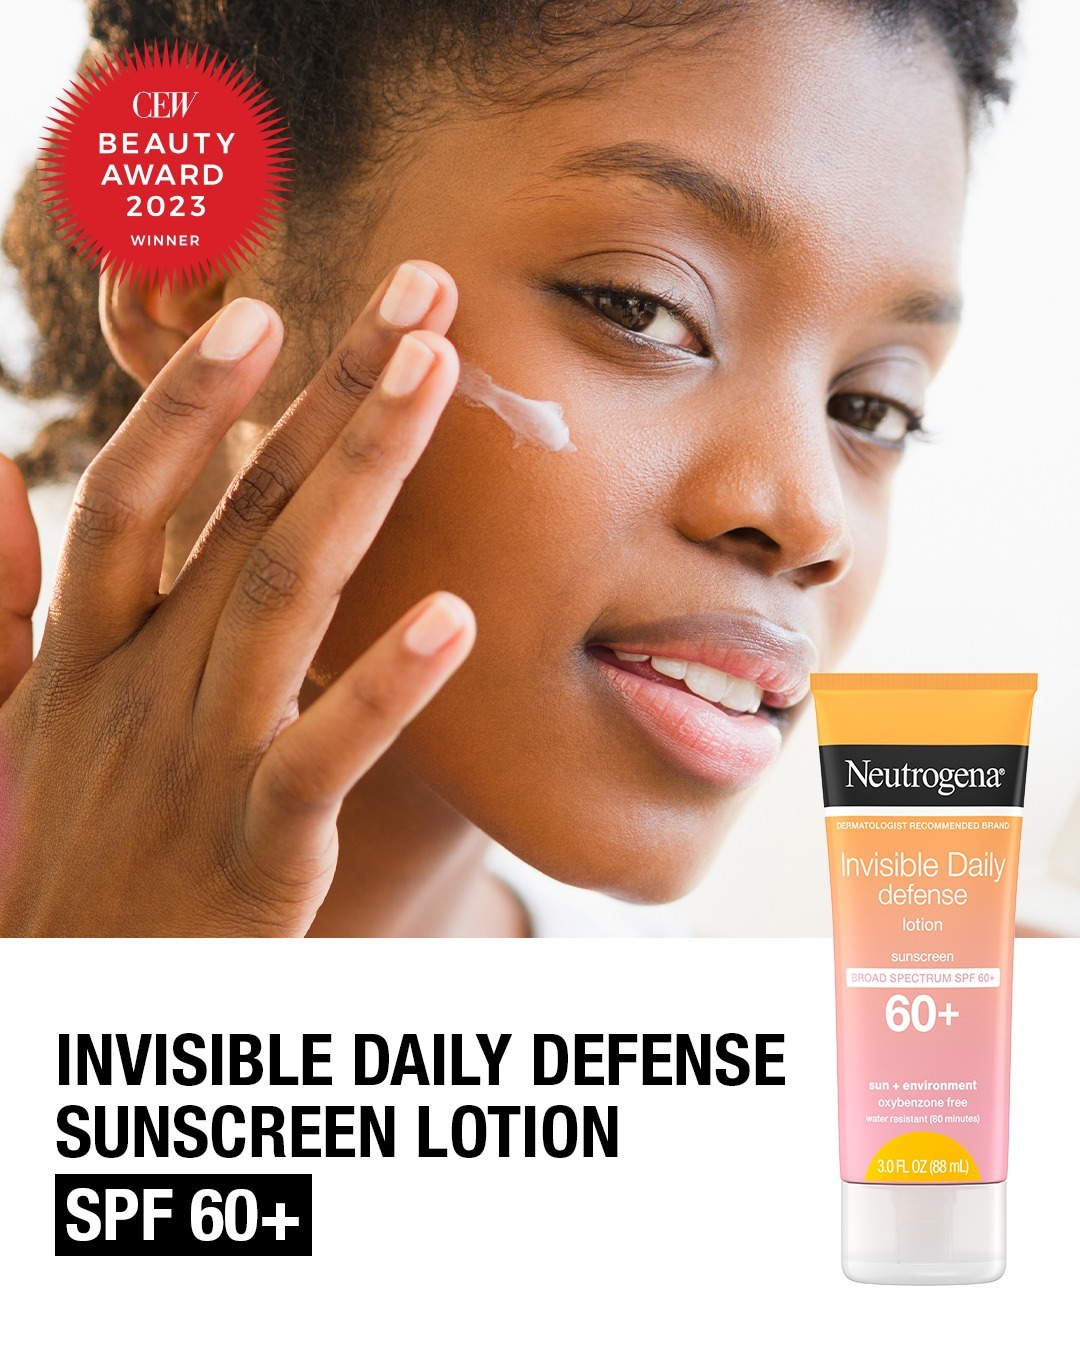 CEW
BEAUTY
AWARD
2023
WINNER
Neutrogena®
DERMATOLOGIST RECOMMENDED BRAND
Invisible Daily
defense
lotion
sunscreen
BROAD SPECTRUM SPF 60+
60+
sun + environment
oxybenzone free
water resistant (80 minutes)
3.0 FL OZ (88 mL)
INVISIBLE DAILY DEFENSE
SUNSCREEN LOTION
SPF 60+